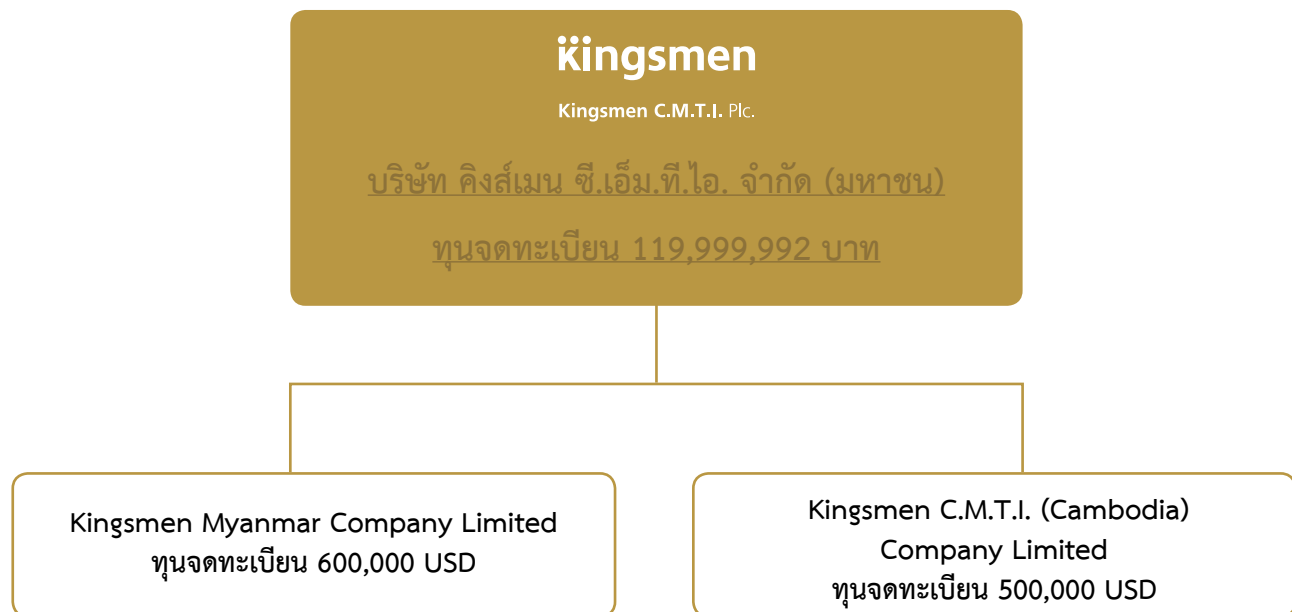 Kingsmen
Kingsmen C.M.T.I. Plc.
บริษัท คิงส์เมน ซี.เอ็ม.ที.ไอ. จำกัด (มหาชน)
ทุนจดทะเบียน 119,999,992 บาท
Kingsmen Myanmar Company Limited
ทุนจดทะเบียน 600,000 USD
Kingsmen C.M.T.I. (Cambodia)
Company Limited
ทุนจดทะเบียน 500,000 USD